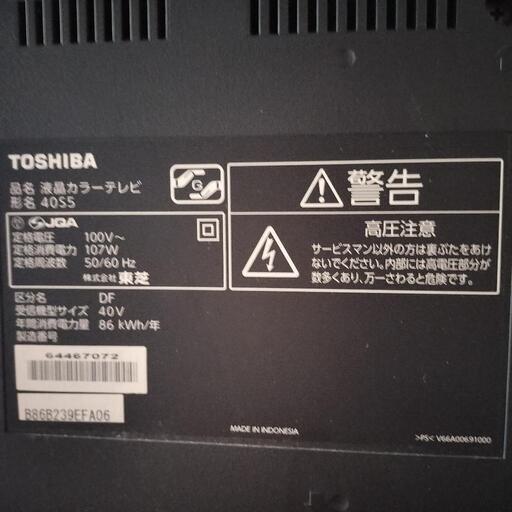 TOSHIBA
品名 液晶カラーテレビ
形名 40S5
G
JQA
定格電圧 100V～
定格消費電力 107W
定格周波数 50/60 Hz
株式会社 東芝
警告
高圧注意
サービスマン以外の方は裏ぶたをあけ
ないでください。内部には高電圧部分が
数多くあり、万一さわると危険です。
区分名 DF
受信機型サイズ 40V
年間消費電力量 86 kWh/年
製造番号
64467072
B86B239EFA06
MADE IN INDONESIA
>PS< V66A00691000